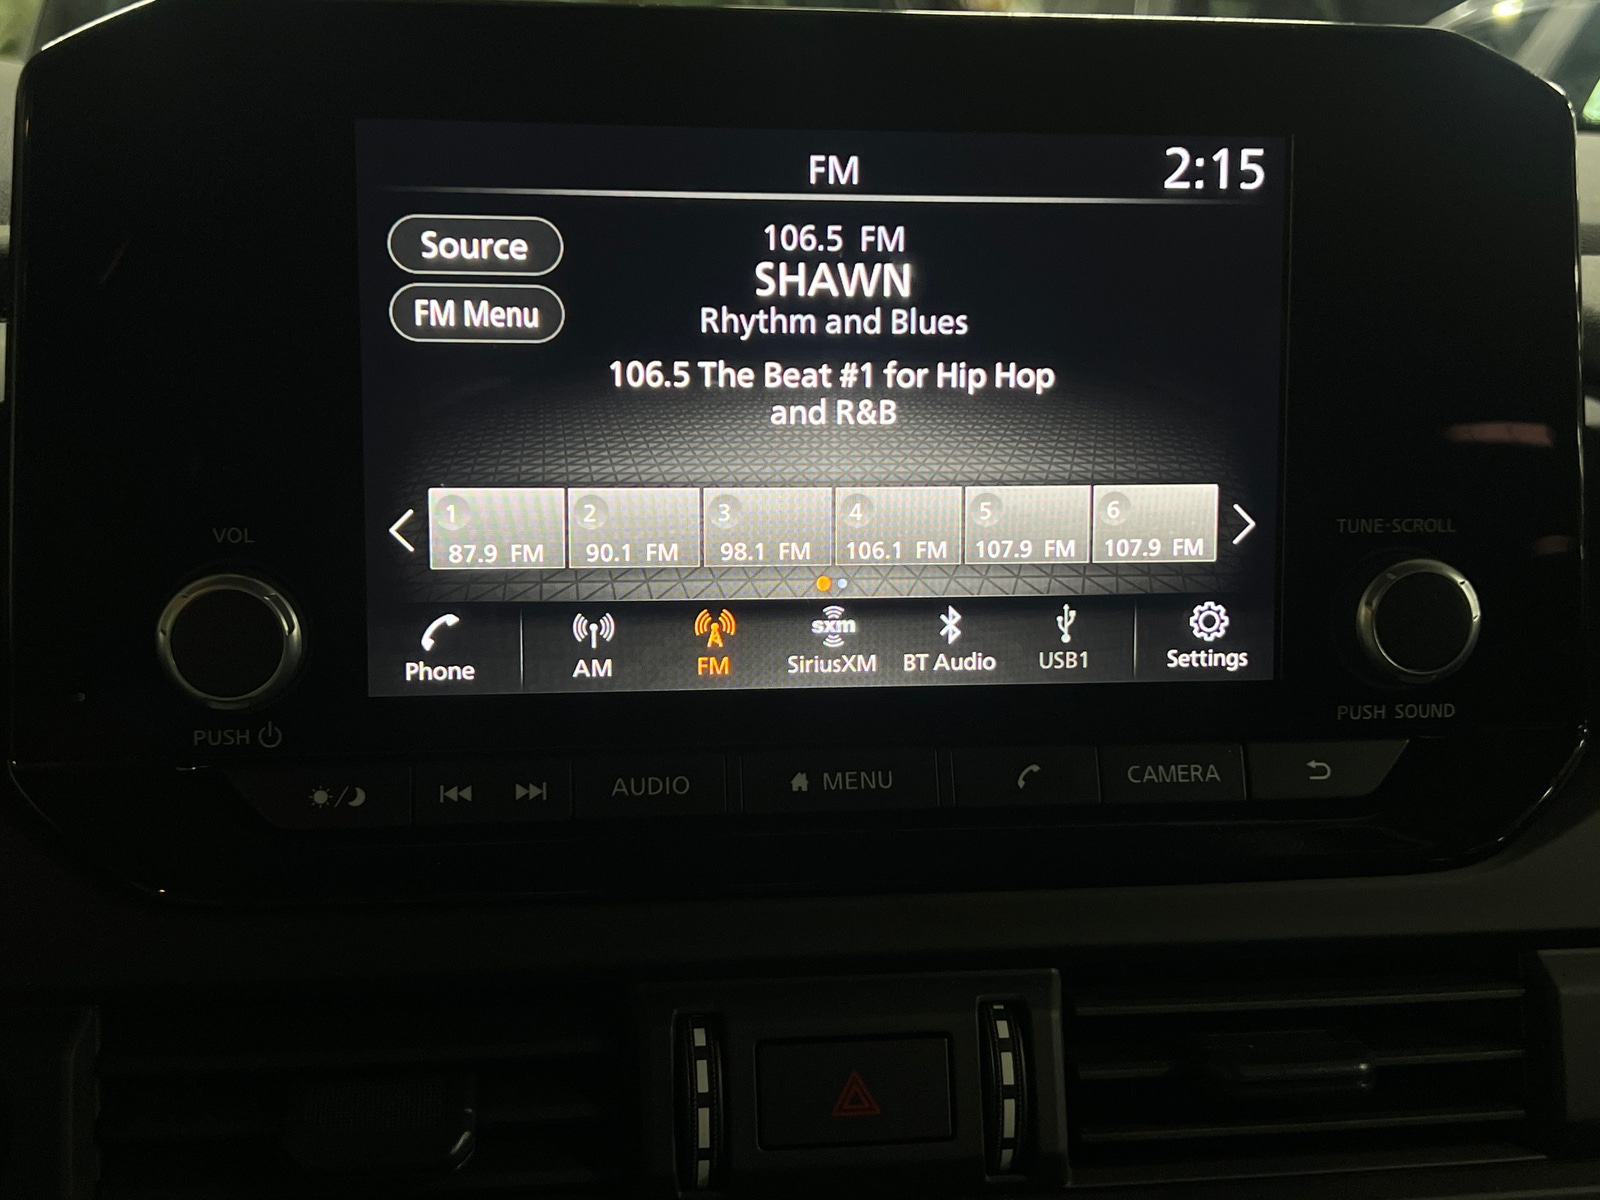 FM 2:15
Source
FM Menu
106.5 FM
SHAWN
Rhythm and Blues
106.5 The Beat #1 for Hip Hop
and R&B
1 2 3 4 5 6
87.9 FM 90.1 FM 98.1 FM 106.1 FM 107.9 FM 107.9 FM
Phone AM FM sxm SiriusXM BT Audio USB1 Settings
VOL
PUSH
TUNE·SCROLL
PUSH SOUND
AUDIO MENU CAMERA